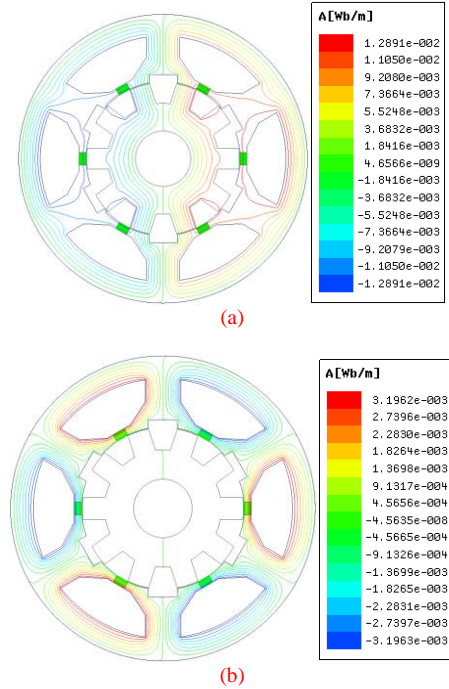 A[Wb/m]
1.2891e-002
1.1050e-002
9.2080e-003
7.3664e-003
5.5248e-003
3.6832e-003
1.8416e-003
4.6566e-009
-1.8416e-003
-3.6832e-003
-5.5248e-003
-7.3664e-003
-9.2079e-003
-1.1050e-002
-1.2891e-002
(a)
A[Wb/m]
3.1962e-003
2.7396e-003
2.2830e-003
1.8264e-003
1.3698e-003
9.1317e-004
4.5656e-004
-4.5635e-008
-4.5665e-004
-9.1326e-004
-1.3699e-003
-1.8265e-003
-2.2831e-003
-2.7397e-003
-3.1963e-003
(b)